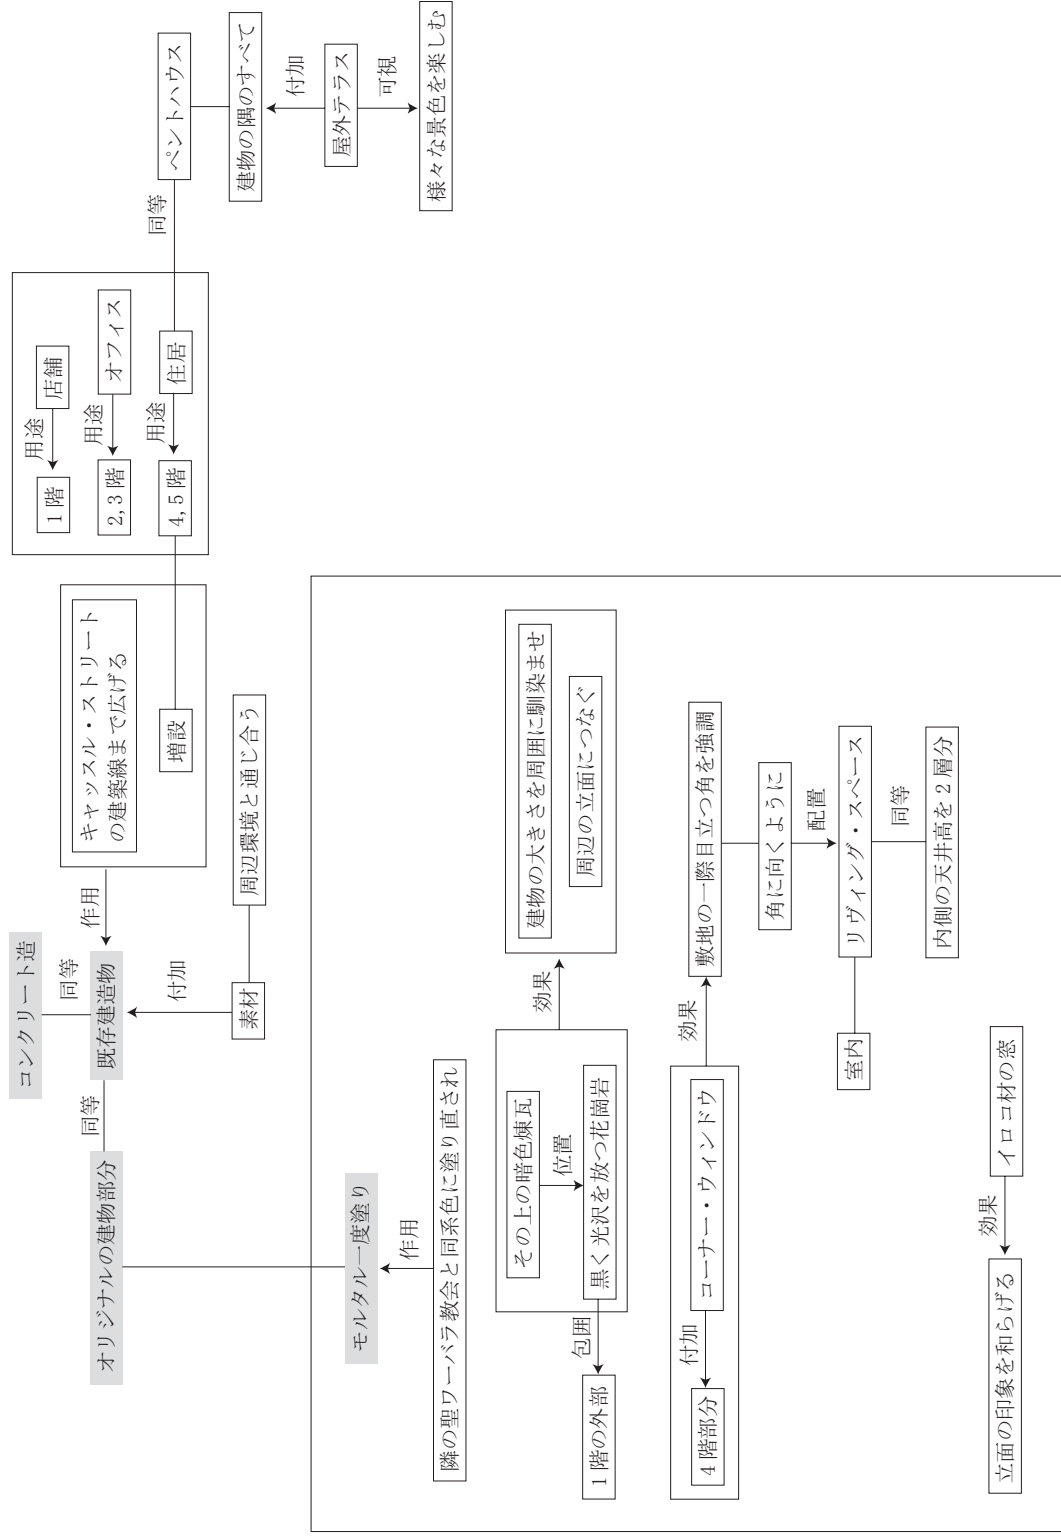 コンクリート造
同等
オリジナルの建物部分
同等
既存建造物
作用
キャッスル・ストリート
の建築線まで広げる
増設
付加
素材
周辺環境と通じ合う
1 階
用途
店舗
2, 3 階
用途
オフィス
4, 5 階
用途
住居
同等
ペントハウス
建物の隅のすべて
付加
屋外テラス
可視
様々な景色を楽しむ
モルタル一度塗り
作用
隣の聖ワーバラ教会と同系色に塗り直され
その上の暗色煉瓦
位置
黒く光沢を放つ花崗岩
包囲
1 階の外部
効果
建物の大きさを周囲に馴染ませ
周辺の立面につなぐ
4 階部分
付加
コーナー・ウィンドウ
効果
敷地の一際目立つ角を強調
角に向くように
配置
室内
リヴィング・スペース
同等
内側の天井高を 2 層分
立面の印象を和らげる
効果
イロコ材の窓